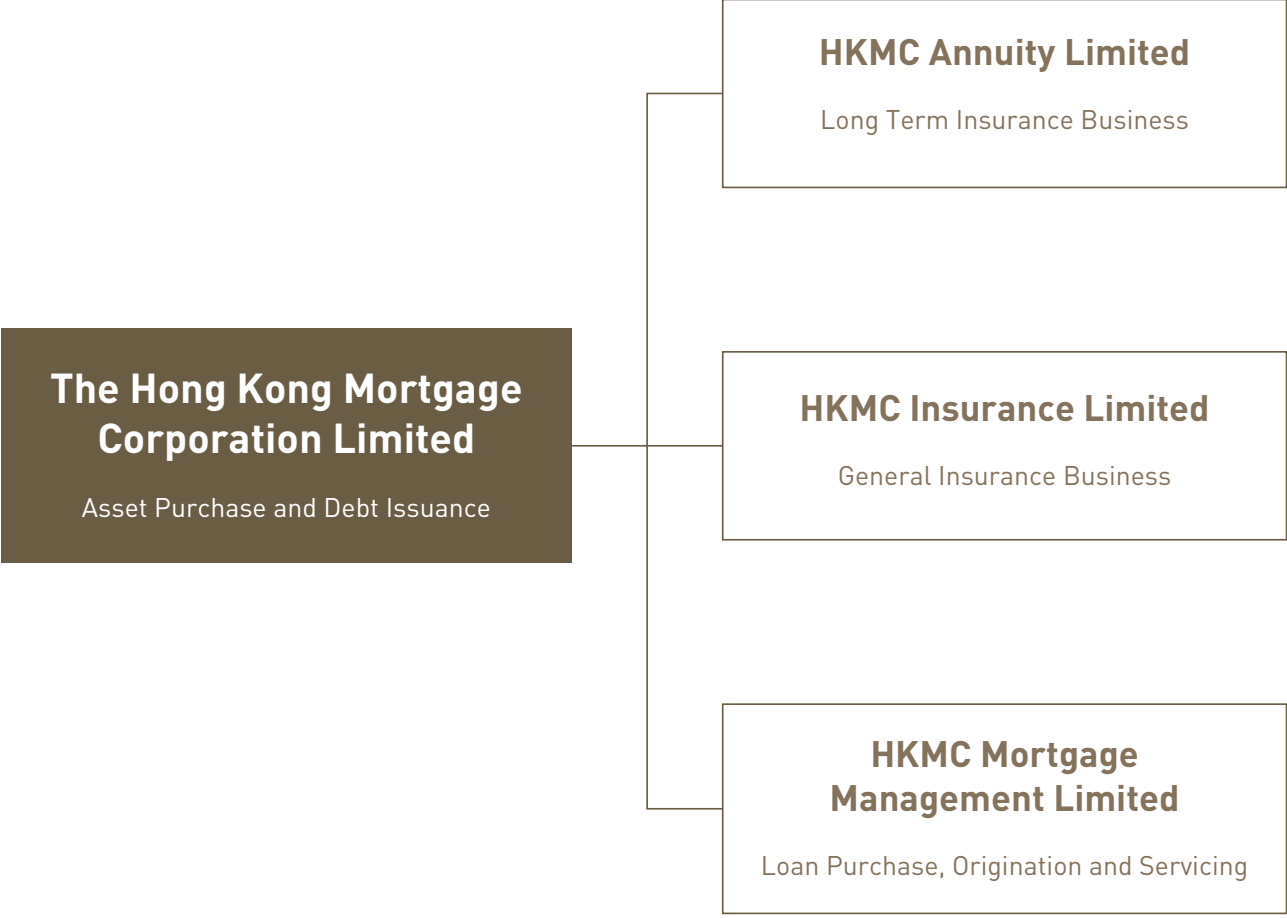 HKMC Annuity Limited
Long Term Insurance Business
The Hong Kong Mortgage
Corporation Limited
Asset Purchase and Debt Issuance
HKMC Insurance Limited
General Insurance Business
HKMC Mortgage
Management Limited
Loan Purchase, Origination and Servicing